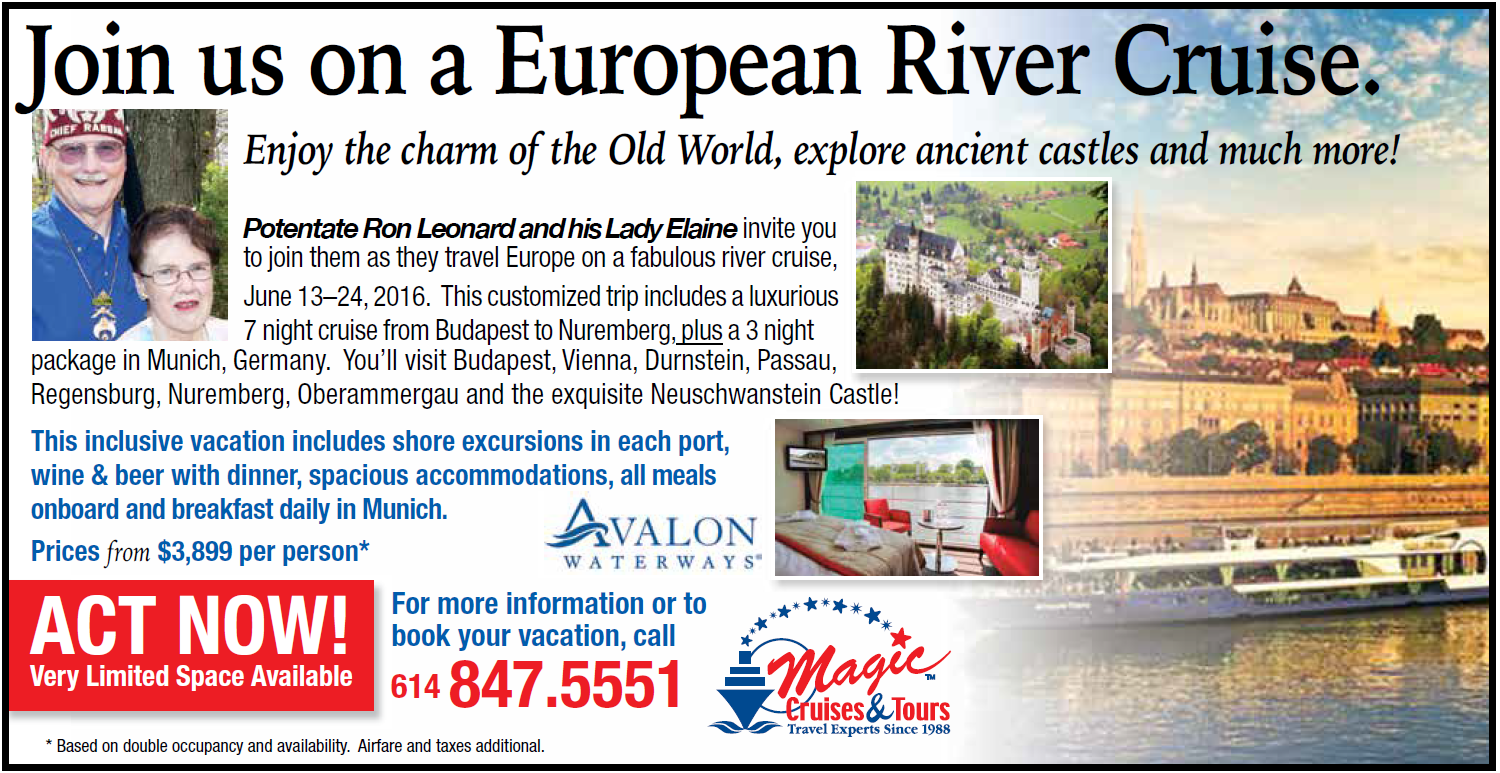 Join us on a European River Cruise.
Enjoy the charm of the Old World, explore ancient castles and much more!
CHIEF RABBAN
Potentate Ron Leonard and his Lady Elaine invite you
to join them as they travel Europe on a fabulous river cruise,
June 13–24, 2016. This customized trip includes a luxurious
7 night cruise from Budapest to Nuremberg, plus a 3 night
package in Munich, Germany. You'll visit Budapest, Vienna, Durnstein, Passau,
Regensburg, Nuremberg, Oberammergau and the exquisite Neuschwanstein Castle!
This inclusive vacation includes shore excursions in each port,
wine & beer with dinner, spacious accommodations, all meals
onboard and breakfast daily in Munich.
Prices from $3,899 per person*
AVALON
WATERWAYS®
ACT NOW!
Very Limited Space Available
For more information or to
book your vacation, call
614 847.5551
Magic™
Cruises & Tours
Travel Experts Since 1988
* Based on double occupancy and availability. Airfare and taxes additional.